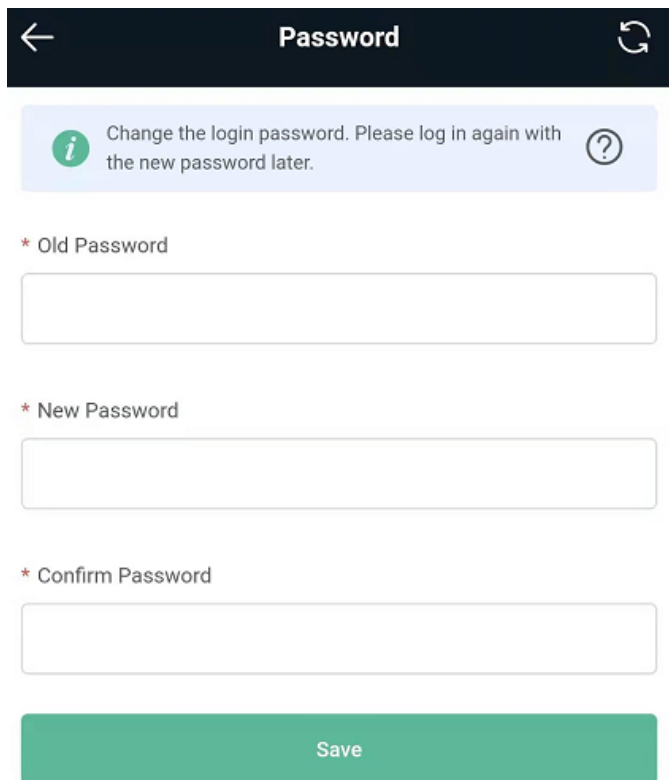 Password
Change the login password. Please log in again with
the new password later.
* Old Password
* New Password
* Confirm Password
Save